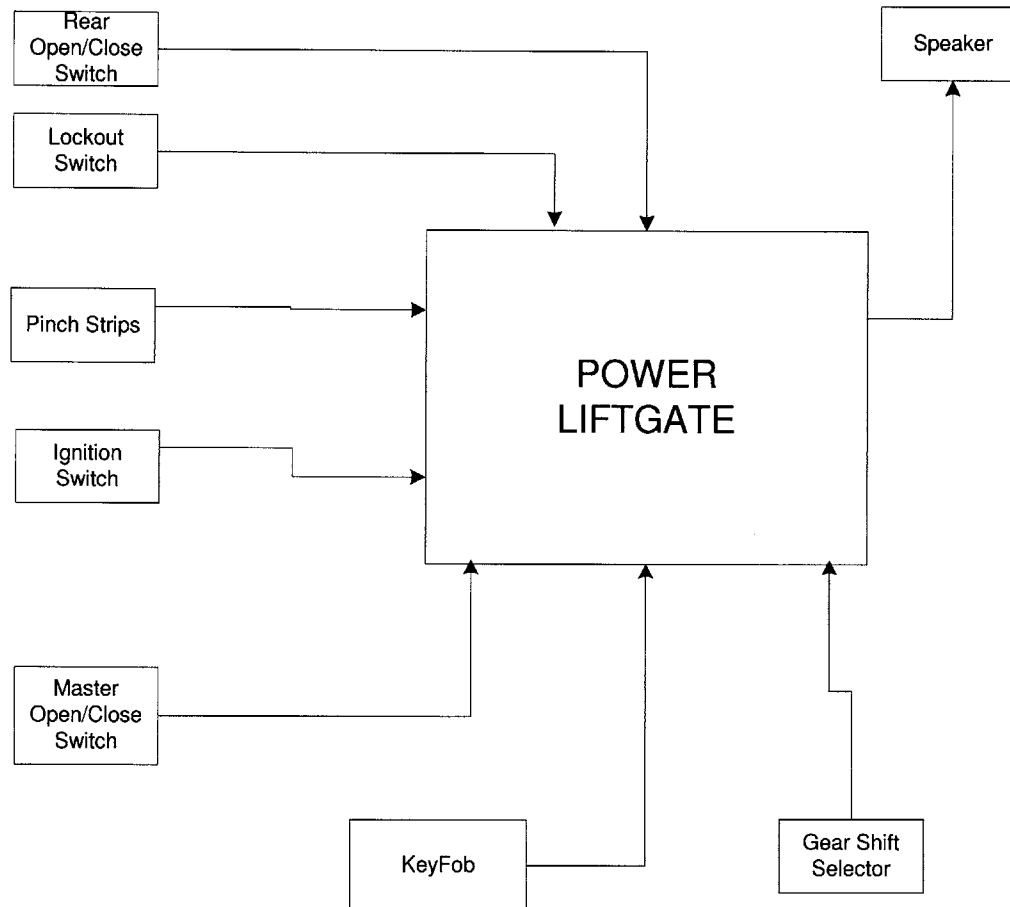 Rear
Open/Close
Switch
Speaker
Lockout
Switch
Pinch Strips
POWER
LIFTGATE
Ignition
Switch
Master
Open/Close
Switch
KeyFob
Gear Shift
Selector